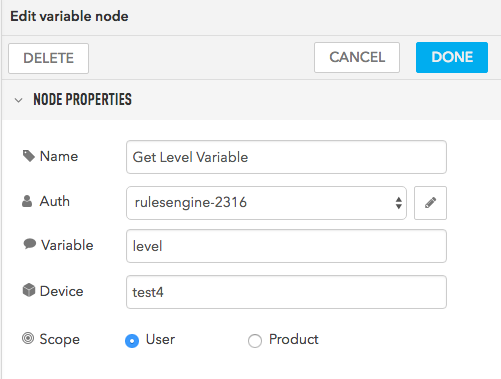 Edit variable node
DELETE CANCEL DONE
NODE PROPERTIES
Name Get Level Variable
Auth rulesengine-2316
Variable level
Device test4
Scope User Product